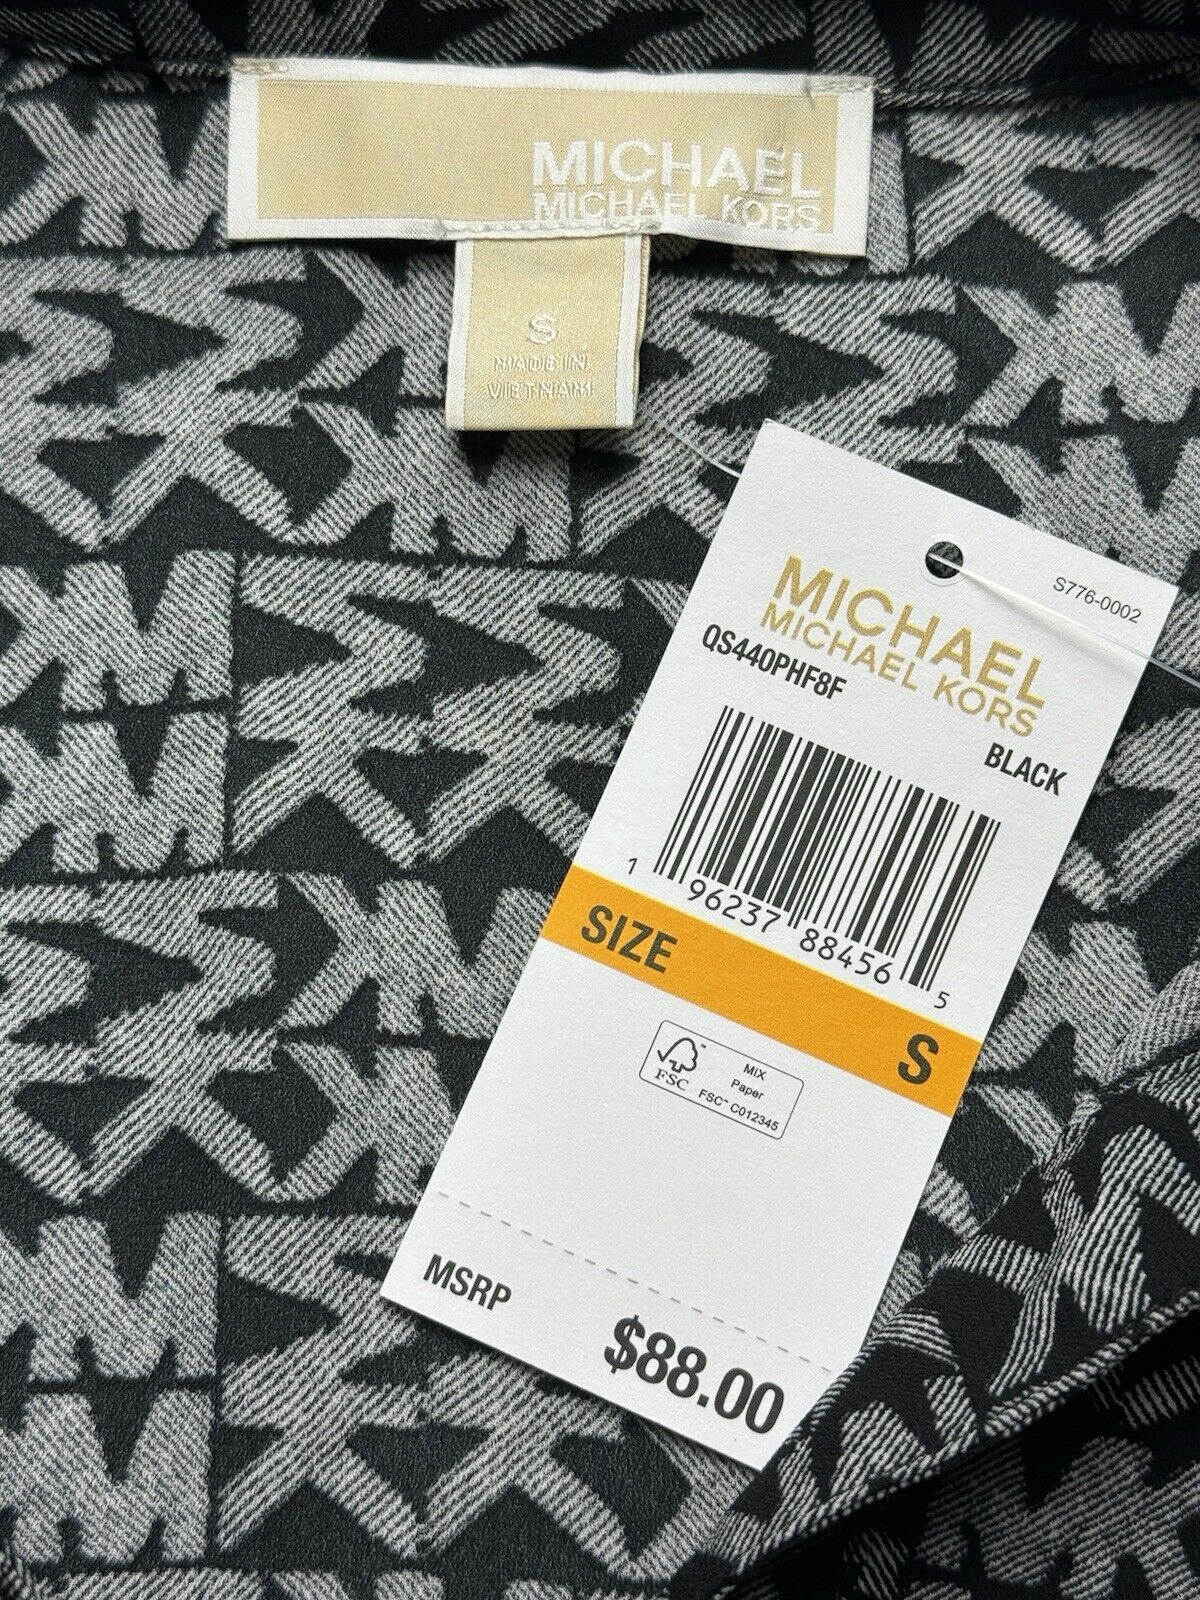 MICHAEL
MICHAEL KORS
S
MADE IN
VIETNAM
S776-0002
MICHAEL
MICHAEL KORS
QS440PHF8F
BLACK
1 96237 88456 5
SIZE S
FSC
MIX
Paper
FSC™ C012345
MSRP
$88.00